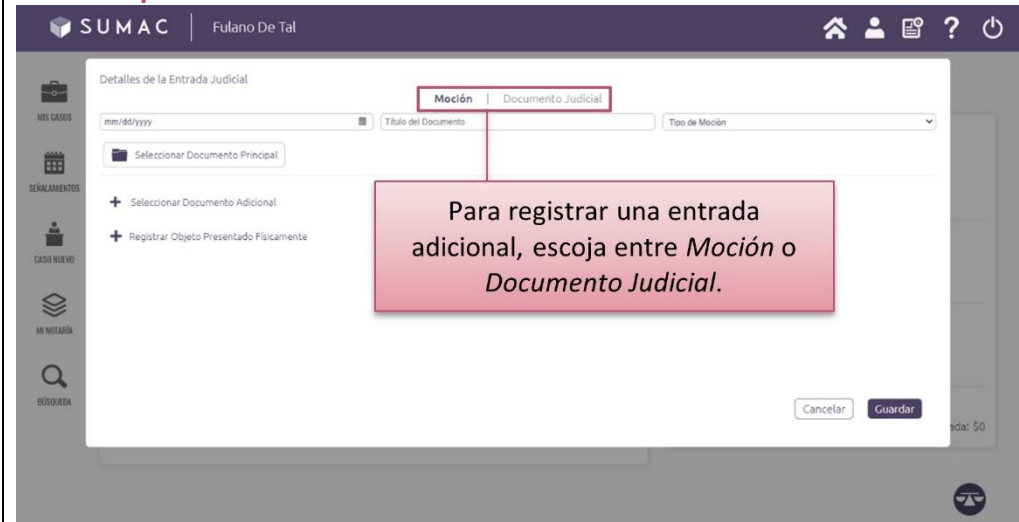 SUMAC Fulano De Tal ?
Detalles de la Entrada Judicial
Moción | Documento Judicial
mm/dd/yyyy Título del Documento Tipo de Moción
Seleccionar Documento Principal
+ Seleccionar Documento Adicional
+ Registrar Objeto Presentado Físicamente
MIS CASOS
SEÑALAMIENTOS
CASO NUEVO
MI NOTARÍA
BÚSQUEDA
Para registrar una entrada
adicional, escoja entre Moción o
Documento Judicial.
Cancelar Guardar
ada: $0